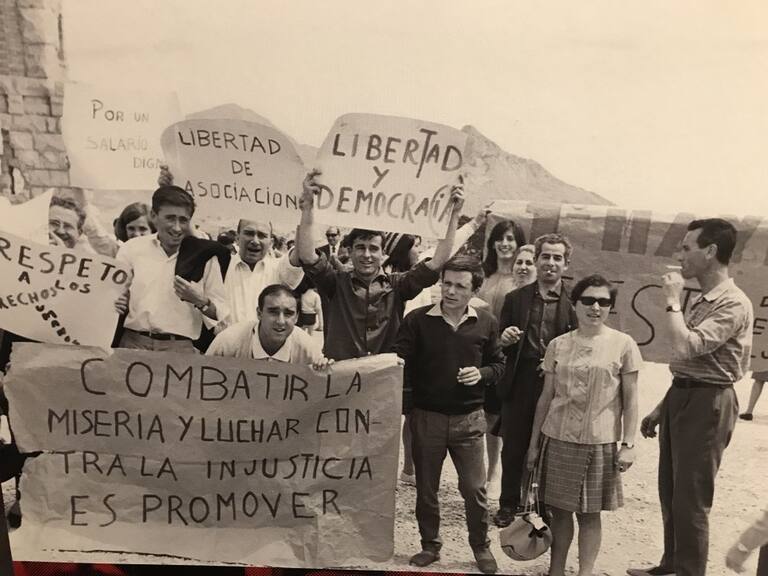 POR UN
SALARIO
DIGN
LIBERTAD
DE
ASOCIACION
LIBERTAD
Y
DEMOCRACIA
RESPETO
A LOS
COMBATIR LA
MISERIA Y LUCHAR CON-
TRA LA INJUSTICIA
ES PROMOVER